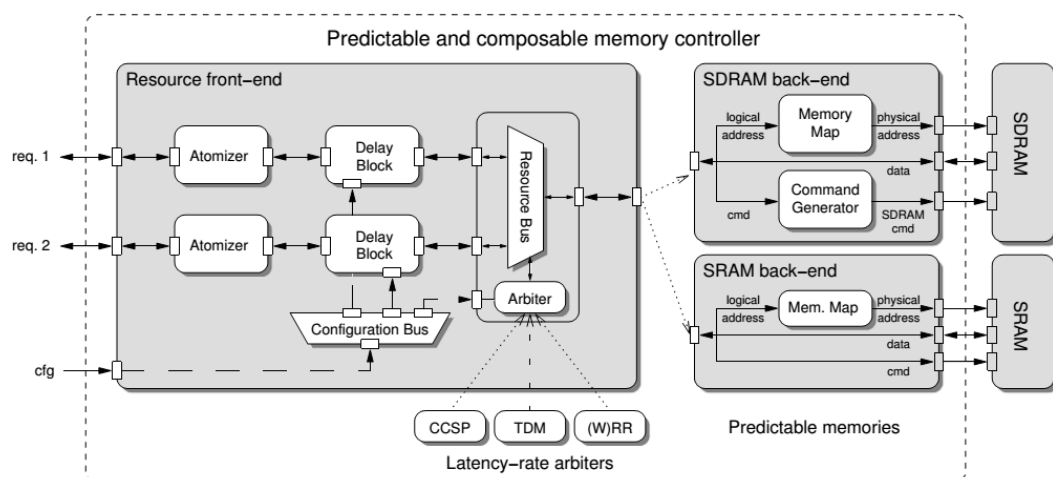 Predictable and composable memory controller
Resource front-end
req. 1
Atomizer
Delay
Block
req. 2
Atomizer
Delay
Block
Resource Bus
Arbiter
Configuration Bus
cfg
CCSP
TDM
(W)RR
Latency-rate arbiters
SDRAM back-end
logical
address
Memory
Map
physical
address
data
cmd
Command
Generator
SDRAM
cmd
SDRAM
SRAM back-end
logical
address
Mem. Map
physical
address
data
cmd
SRAM
Predictable memories